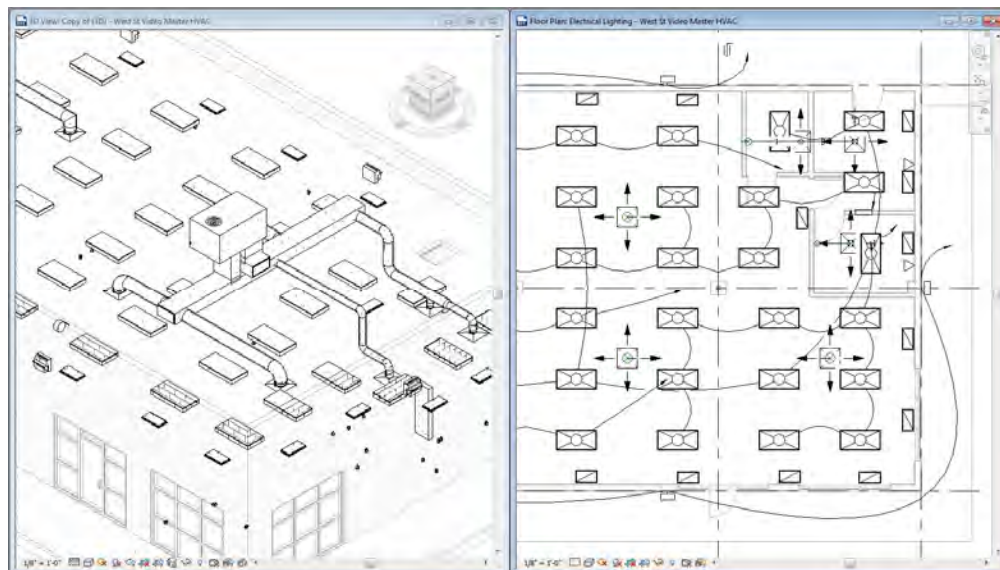 3D View: Copy of {3D} - West St Video Master HVAC
Floor Plan: Electrical Lighting - West St Video Master HVAC
1/8" = 1'-0"
1/8" = 1'-0"